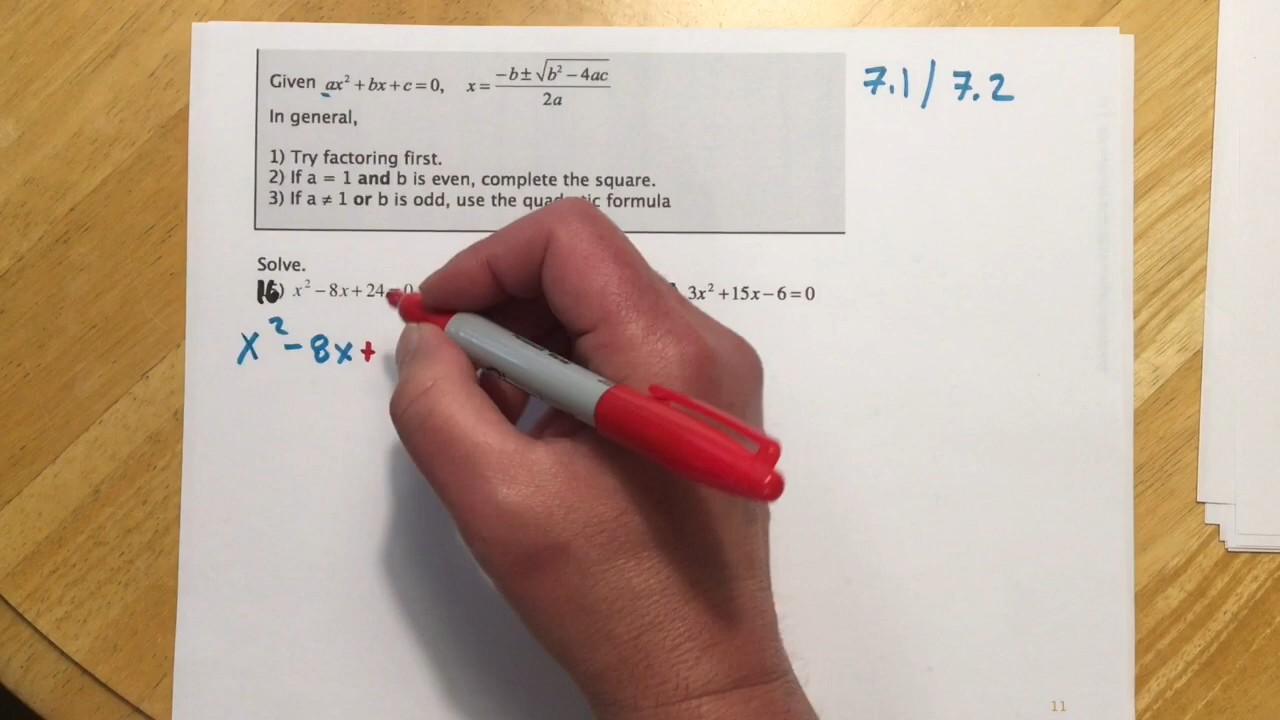 Given ax² + bx + c = 0, x = (-b ± √(b² - 4ac)) / 2a
7.1 / 7.2
In general,
1) Try factoring first.
2) If a = 1 and b is even, complete the square.
3) If a ≠ 1 or b is odd, use the formula
Solve.
16) x² - 8x + 24 = 0
3x² + 15x - 6 = 0
x² - 8x +
11